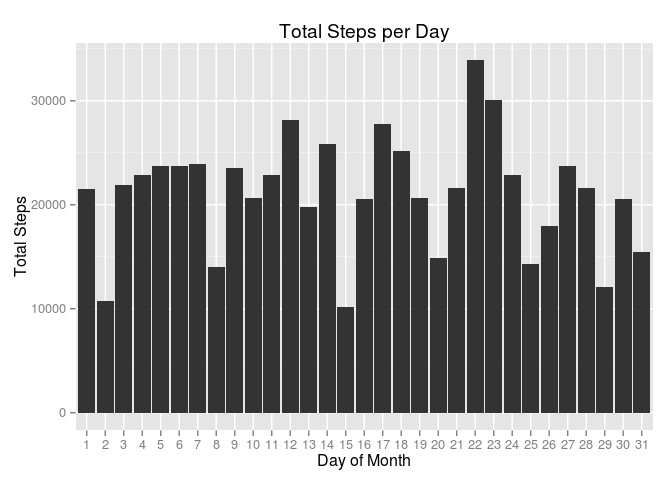 Total Steps per Day
Total Steps
30000
20000
10000
0
1 2 3 4 5 6 7 8 9 10 11 12 13 14 15 16 17 18 19 20 21 22 23 24 25 26 27 28 29 30 31
Day of Month